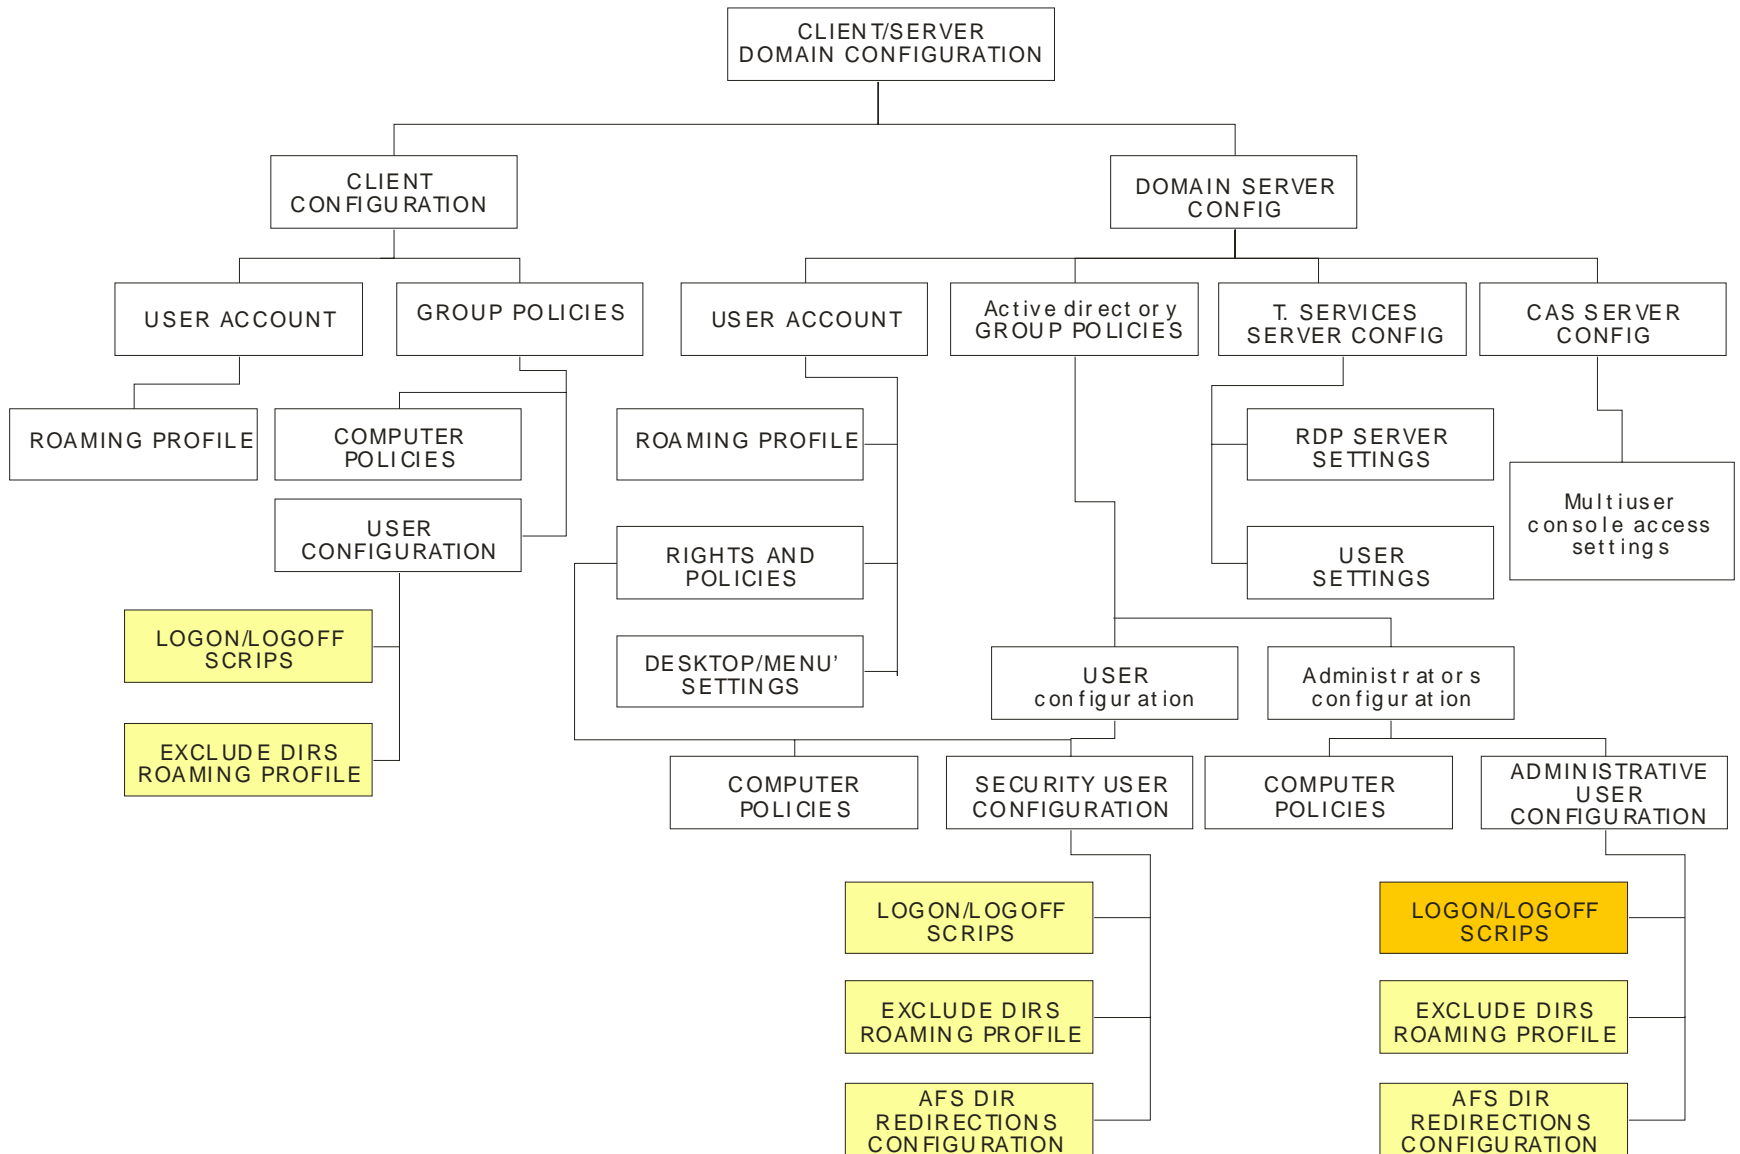 CLIENT/SERVER
DOMAIN CONFIGURATION
CLIENT
CONFIGURATION
DOMAIN SERVER
CONFIG
USER ACCOUNT
GROUP POLICIES
USER ACCOUNT
Active directory
GROUP POLICIES
T. SERVICES
SERVER CONFIG
CAS SERVER
CONFIG
ROAMING PROFILE
COMPUTER
POLICIES
ROAMING PROFILE
RDP SERVER
SETTINGS
Multiuser
console access
settings
USER
CONFIGURATION
RIGHTS AND
POLICIES
USER
SETTINGS
LOGON/LOGOFF
SCRIPS
DESKTOP/MENU’
SETTINGS
USER
configuration
Administrators
configuration
EXCLUDE DIRS
ROAMING PROFILE
COMPUTER
POLICIES
SECURITY USER
CONFIGURATION
COMPUTER
POLICIES
ADMINISTRATIVE
USER
CONFIGURATION
LOGON/LOGOFF
SCRIPS
LOGON/LOGOFF
SCRIPS
EXCLUDE DIRS
ROAMING PROFILE
EXCLUDE DIRS
ROAMING PROFILE
AFS DIR
REDIRECTIONS
CONFIGURATION
AFS DIR
REDIRECTIONS
CONFIGURATION